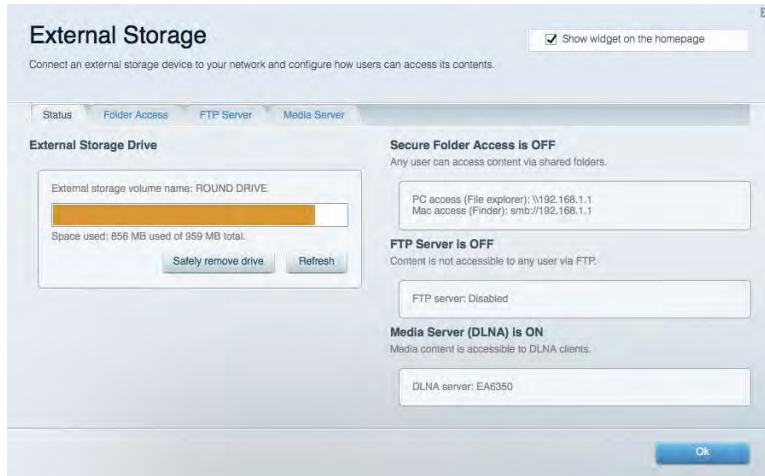 External Storage
Show widget on the homepage
Connect an external storage device to your network and configure how users can access its contents.
Status
Folder Access
FTP Server
Media Server
External Storage Drive
External storage volume name: ROUND DRIVE
Space used: 856 MB used of 959 MB total.
Safely remove drive
Refresh
Secure Folder Access is OFF
Any user can access content via shared folders.
PC access (File explorer): \\192.168.1.1
Mac access (Finder): smb://192.168.1.1
FTP Server is OFF
Content is not accessible to any user via FTP.
FTP server: Disabled
Media Server (DLNA) is ON
Media content is accessible to DLNA clients.
DLNA server: EA6350
Ok